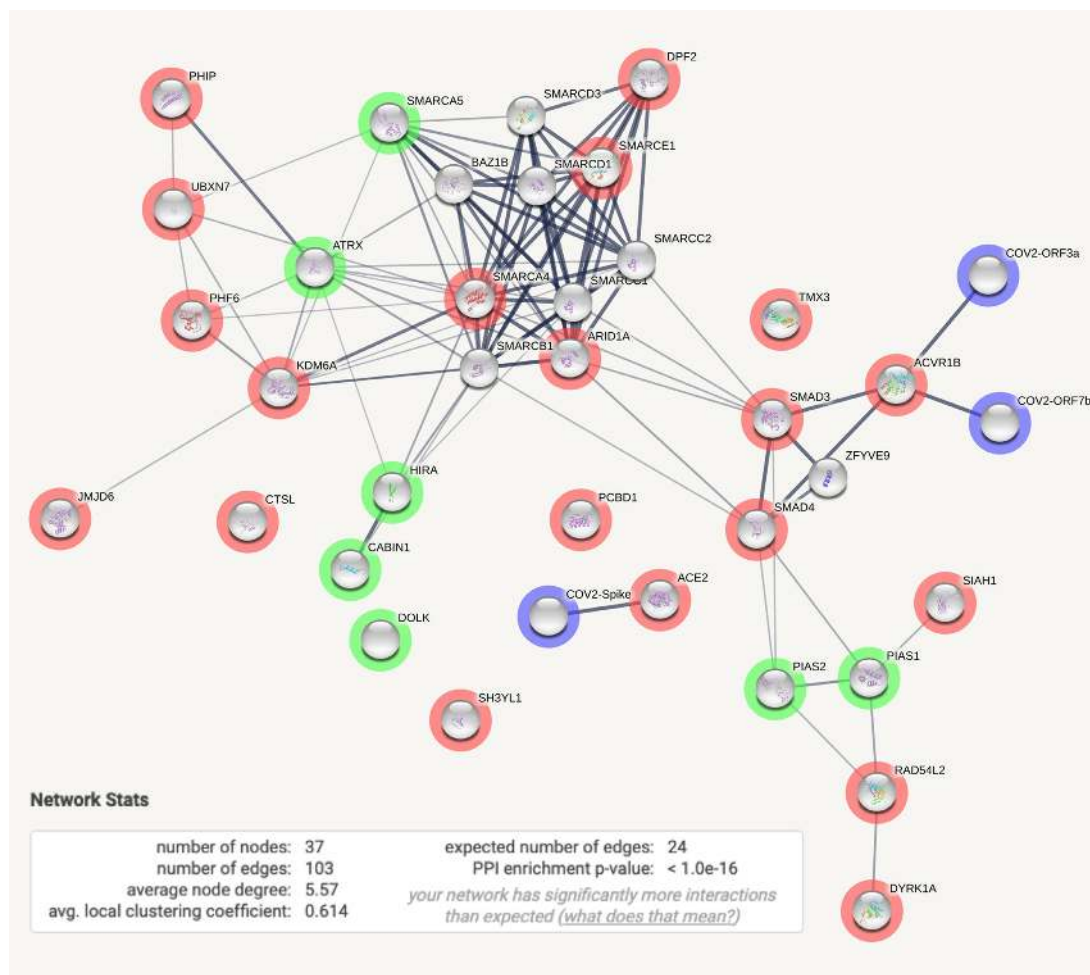 DPF2
PHIP
SMARCA5
SMARCD3
SMARCE1
BAZ1B
SMARCD1
UBXN7
ATRX
SMARCC2
COV2-ORF3a
SMARCA4
SMARCC1
TMX3
PHF6
ARID1A
SMARCB1
ACVR1B
KDM6A
SMAD3
COV2-ORF7b
ZFYVE9
HIRA
JMJD6
CTSL
PCBD1
SMAD4
CABIN1
ACE2
SIAH1
COV2-Spike
DOLK
PIAS1
PIAS2
SH3YL1
RAD54L2
DYRK1A
Network Stats
number of nodes: 37
number of edges: 103
average node degree: 5.57
avg. local clustering coefficient: 0.614
expected number of edges: 24
PPI enrichment p-value: < 1.0e-16
your network has significantly more interactions
than expected (what does that mean?)